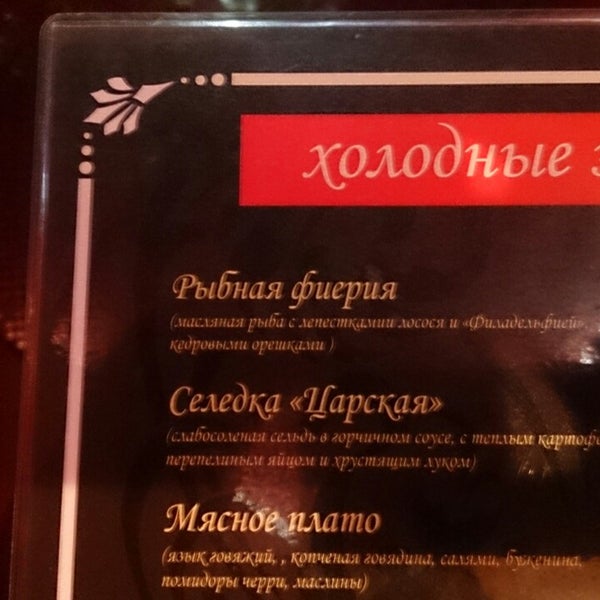 холодные
Рыбная фиерия
(масляная рыба с лепесткамии лосося и «Филадельфией»,
кедровыми орешками )
Селедка «Царская»
(слабосоленая сельдь в горчичном соусе, с теплым
перепелиным яйцом и хрустящим луком)
Мясное плато
(язык говяжий, , копченая говядина, салями, буженина,
помидоры черри, маслины)